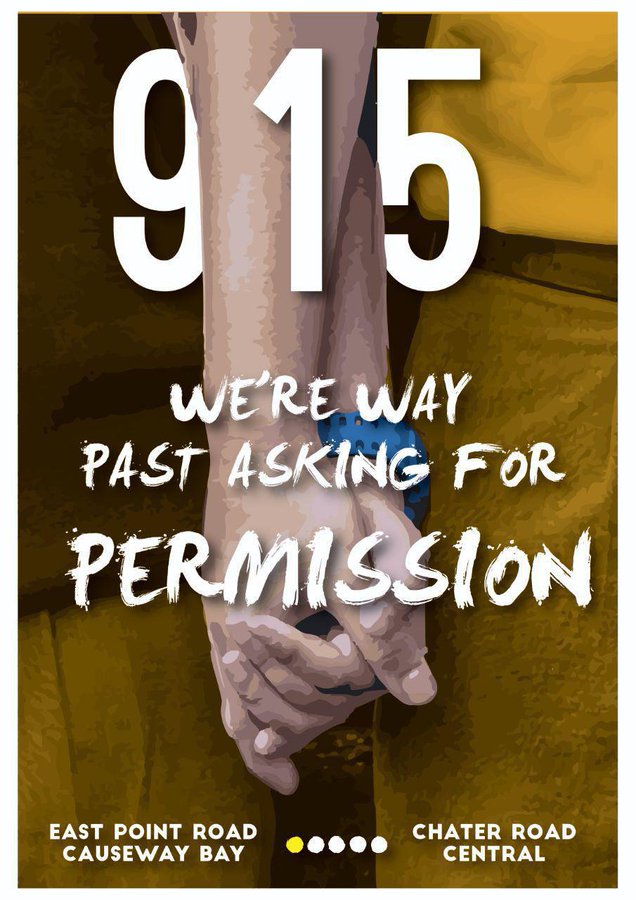 915
WE'RE WAY
PAST ASKING FOR
PERMISSION
EAST POINT ROAD
CAUSEWAY BAY
CHATER ROAD
CENTRAL